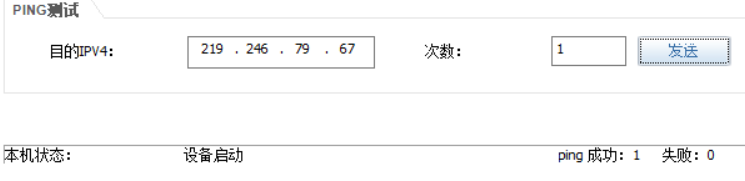 PING测试
目的IPV4： 219 . 246 . 79 . 67 次数： 1 发送
本机状态： 设备启动 ping 成功：1 失败：0